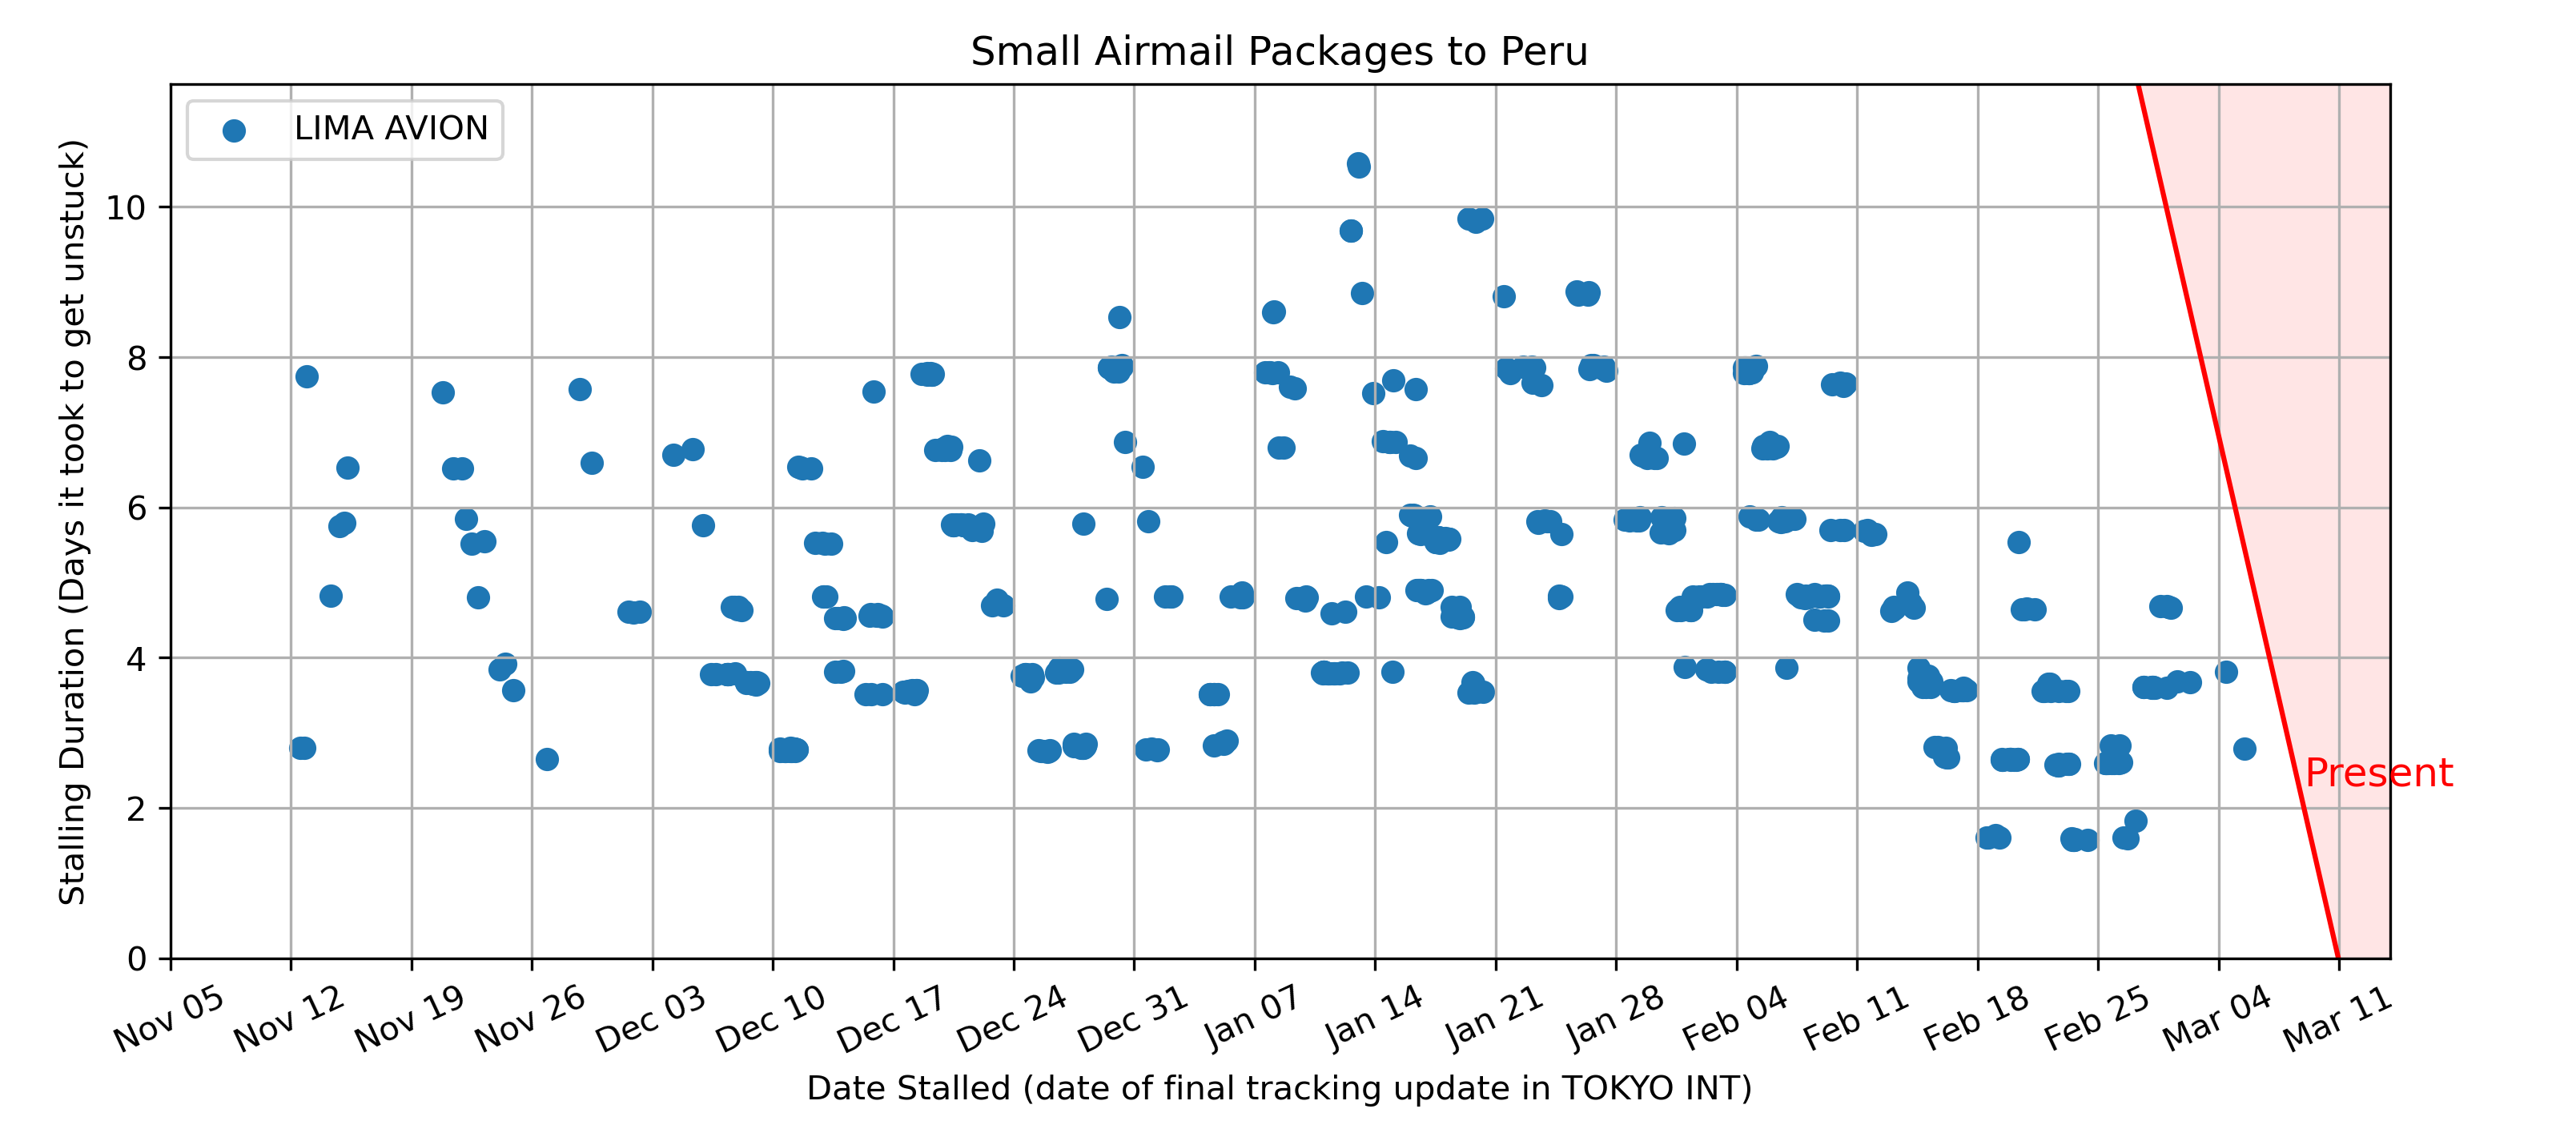 Small Airmail Packages to Peru
LIMA AVION
Stalling Duration (Days it took to get unstuck)
10
8
6
4
2
0
Present
Nov 05
Nov 12
Nov 19
Nov 26
Dec 03
Dec 10
Dec 17
Dec 24
Dec 31
Jan 07
Jan 14
Jan 21
Jan 28
Feb 04
Feb 11
Feb 18
Feb 25
Mar 04
Mar 11
Date Stalled (date of final tracking update in TOKYO INT)